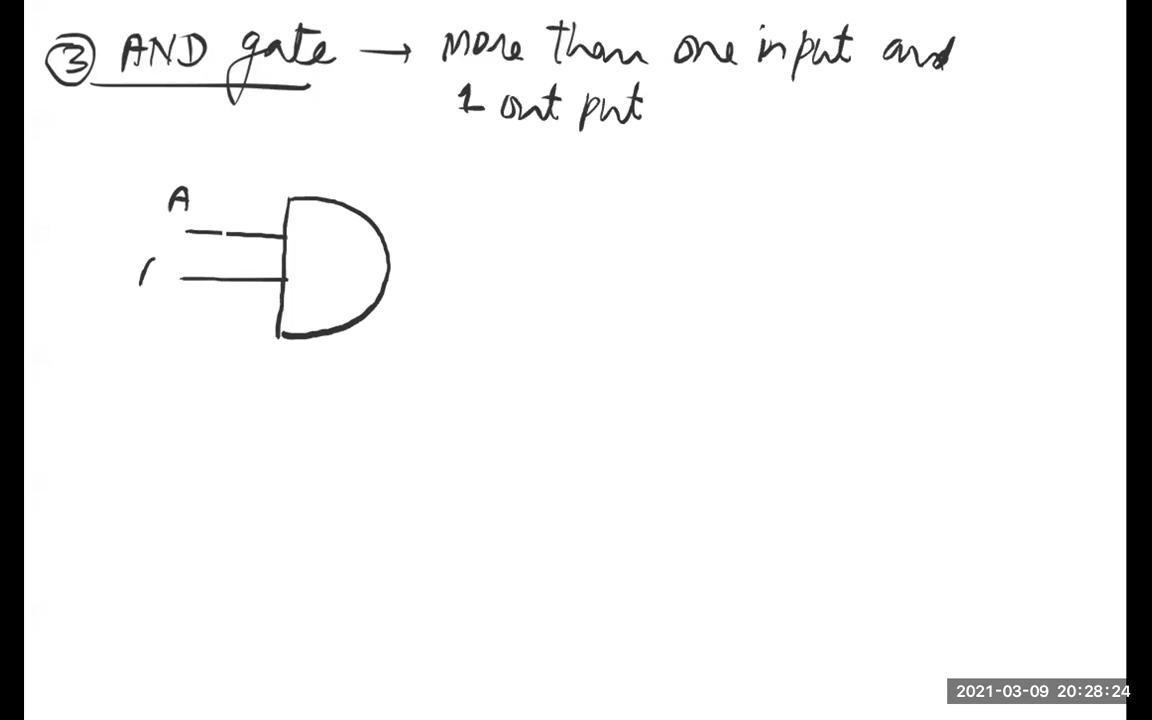 ③ AND gate → more than one input and
1 output
A
2021-03-09 20:28:24